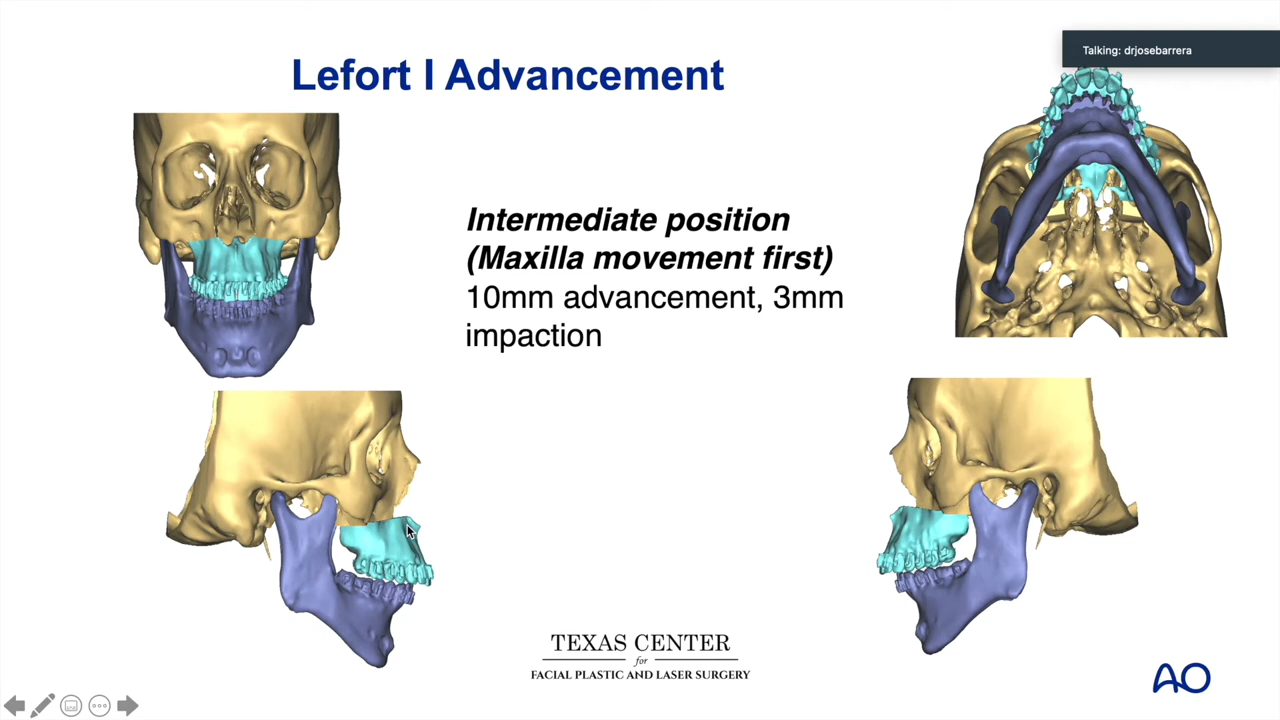 Talking: drjosebarrera
Lefort I Advancement
Intermediate position
(Maxilla movement first)
10mm advancement, 3mm
impaction
TEXAS CENTER
for
FACIAL PLASTIC AND LASER SURGERY
AO